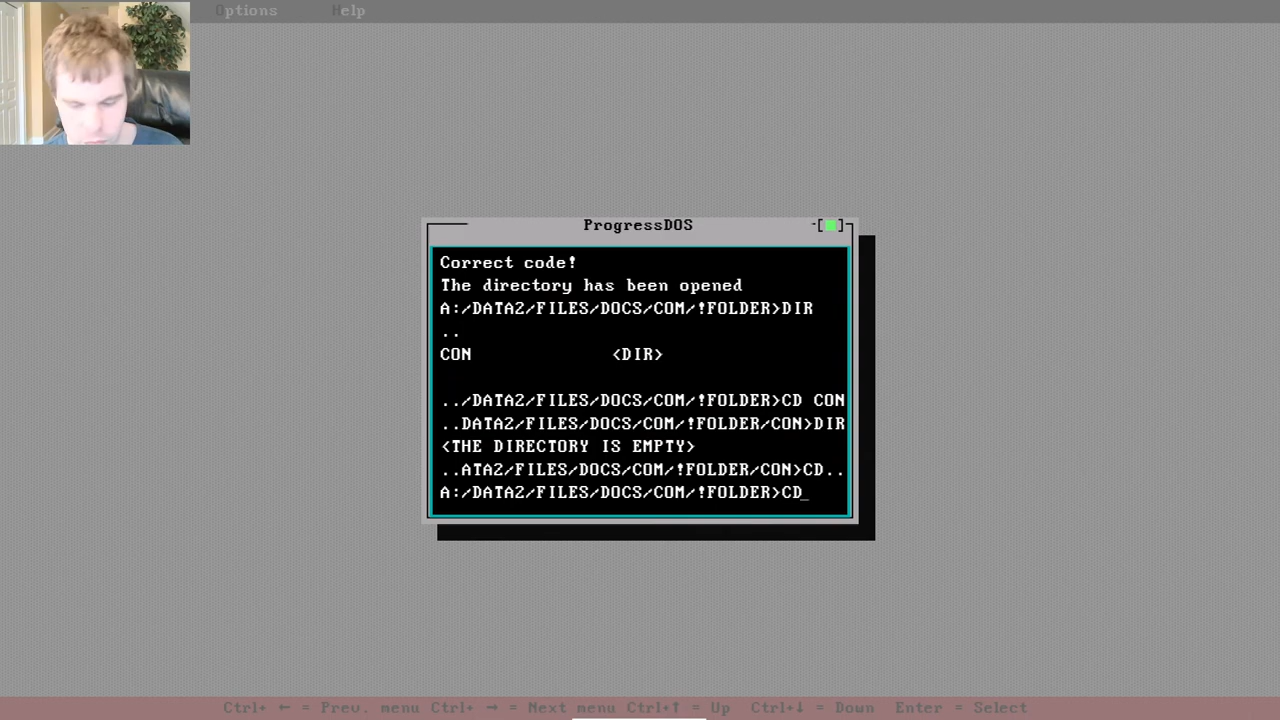 Options Help
ProgressDOS
Correct code!
The directory has been opened
A:/DATA2/FILES/DOCS/COM/!FOLDER>DIR
..
CON <DIR>
../DATA2/FILES/DOCS/COM/!FOLDER>CD CON
..DATA2/FILES/DOCS/COM/!FOLDER/CON>DIR
<THE DIRECTORY IS EMPTY>
..ATA2/FILES/DOCS/COM/!FOLDER/CON>CD..
A:/DATA2/FILES/DOCS/COM/!FOLDER>CD_
Ctrl+ ← = Prev. menu Ctrl+ → = Next menu Ctrl+↑ = Up Ctrl+↓ = Down Enter = Select